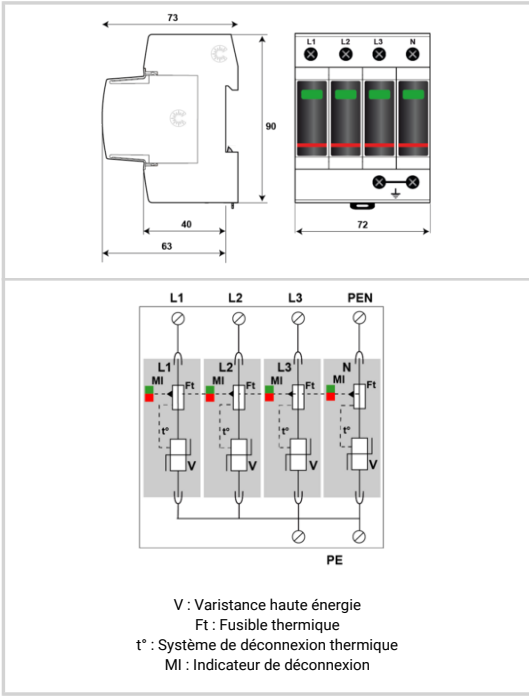 73
L1 L2 L3 N
C
C
90
40
63
72
L1 L2 L3 PEN
L1 L2 L3 N
MI Ft MI Ft MI Ft MI Ft
t° t° t° t°
V V V V
PE
V : Varistance haute énergie
Ft : Fusible thermique
t° : Système de déconnexion thermique
MI : Indicateur de déconnexion